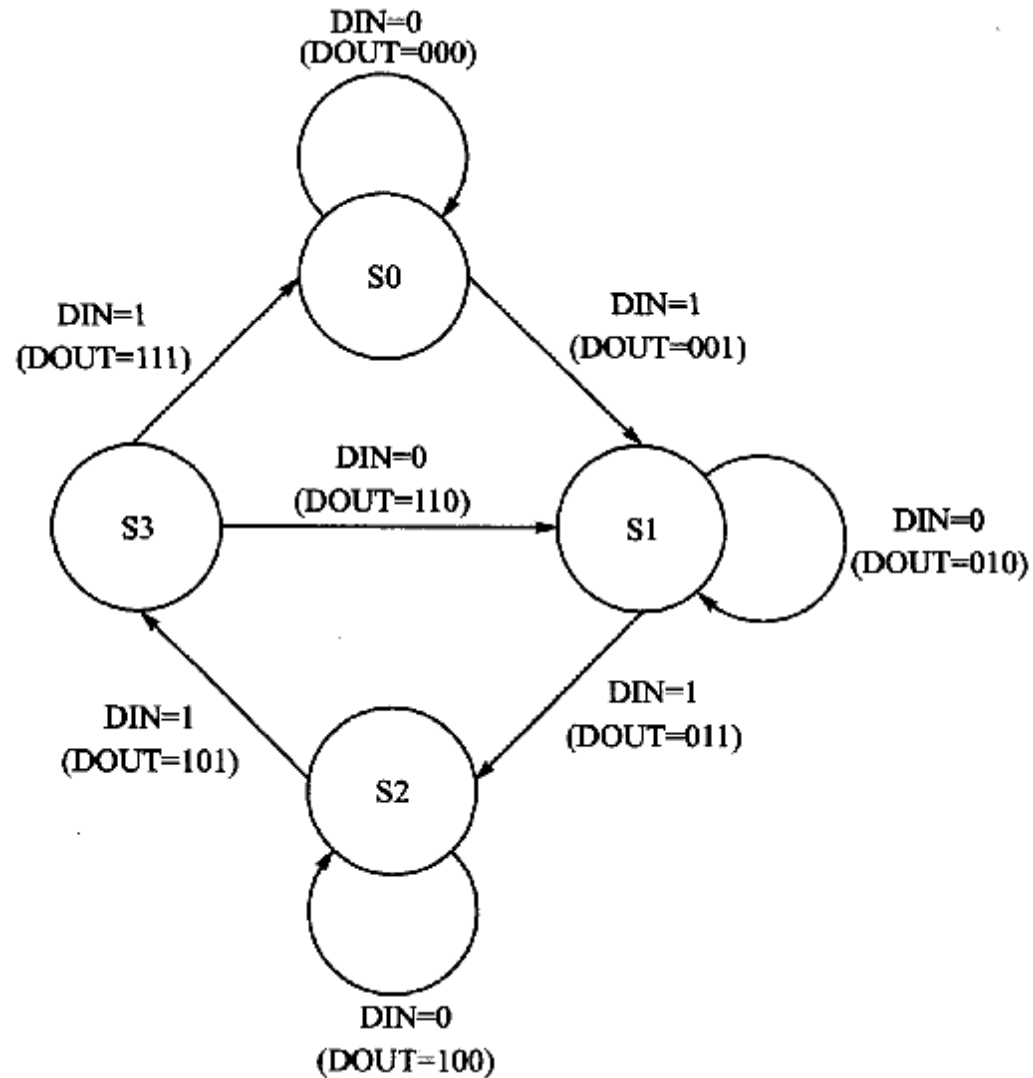 DIN=0
(DOUT=000)
S0
DIN=1
(DOUT=111)
DIN=1
(DOUT=001)
DIN=0
(DOUT=110)
S3
S1
DIN=0
(DOUT=010)
DIN=1
(DOUT=101)
DIN=1
(DOUT=011)
S2
DIN=0
(DOUT=100)